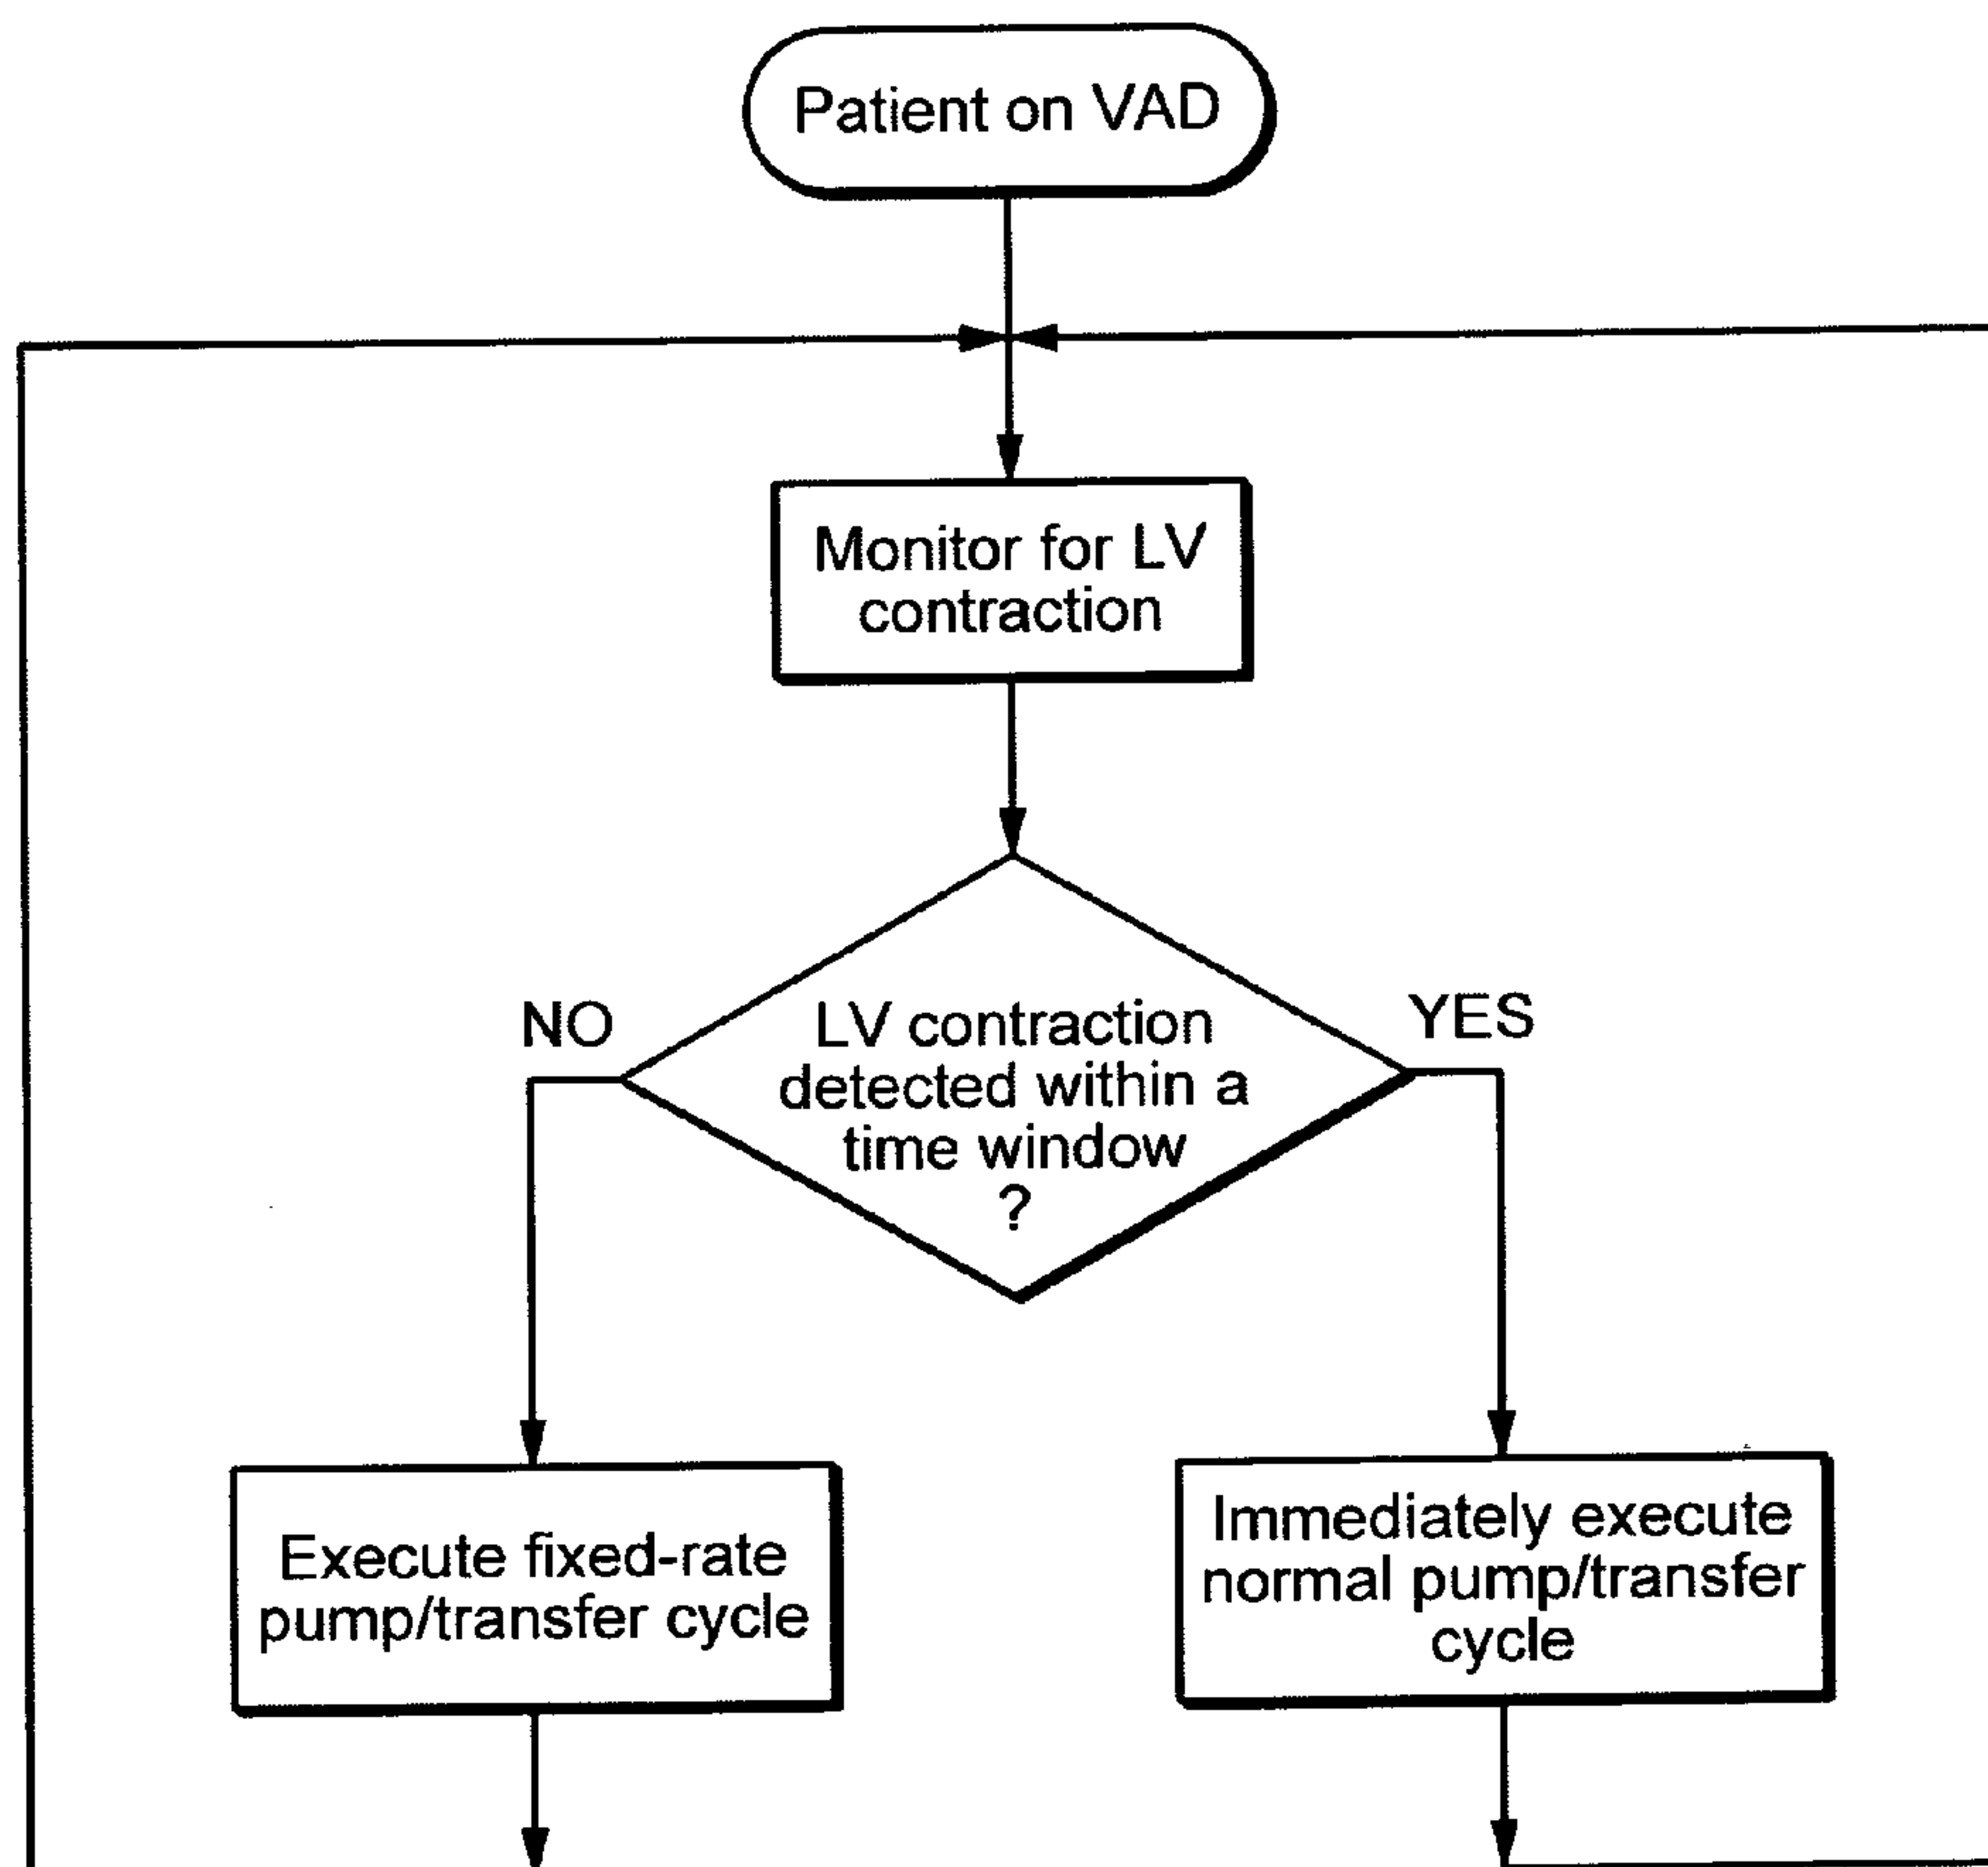 Patient on VAD
Monitor for LV
contraction
NO
YES
LV contraction
detected within a
time window
?
Execute fixed-rate
pump/transfer cycle
Immediately execute
normal pump/transfer
cycle